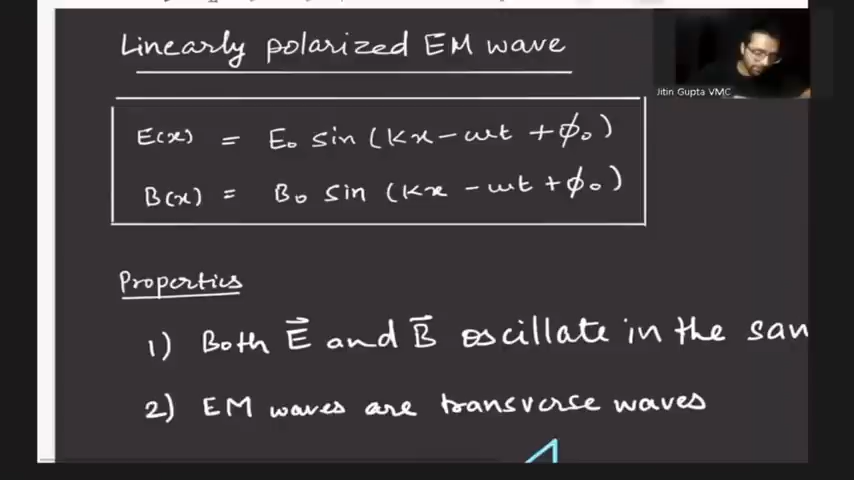 Linearly polarized EM wave
Jitin Gupta VMC
E(x) = E₀ sin (kx - ωt + ϕ₀)
B(x) = B₀ sin (kx - ωt + ϕ₀)
Properties
1) Both E⃗ and B⃗ oscillate in the sam
2) EM waves are transverse waves